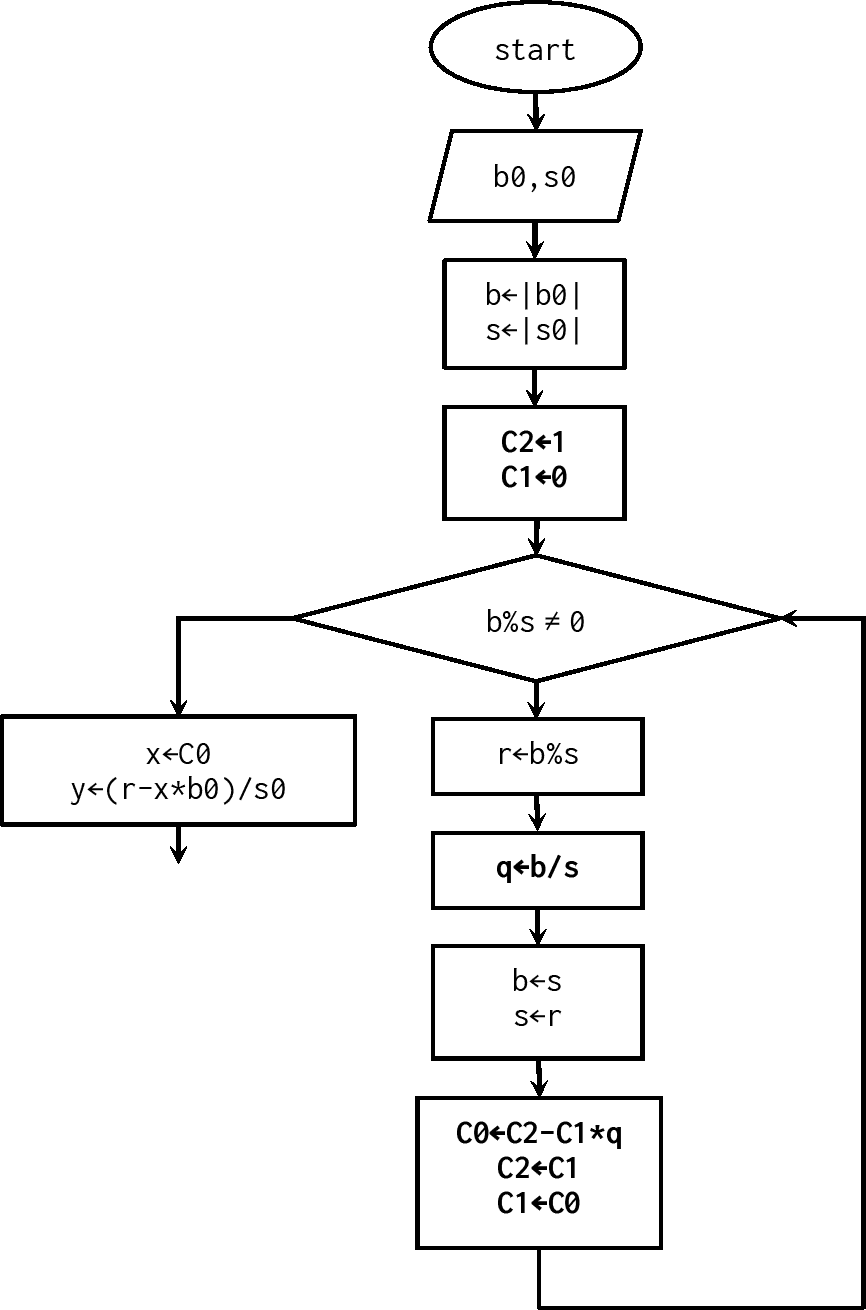 start
b0,s0
b←|b0|
s←|s0|
C2←1
C1←0
b%s ≠ 0
x←C0
y←(r-x*b0)/s0
r←b%s
q←b/s
b←s
s←r
C0←C2-C1*q
C2←C1
C1←C0